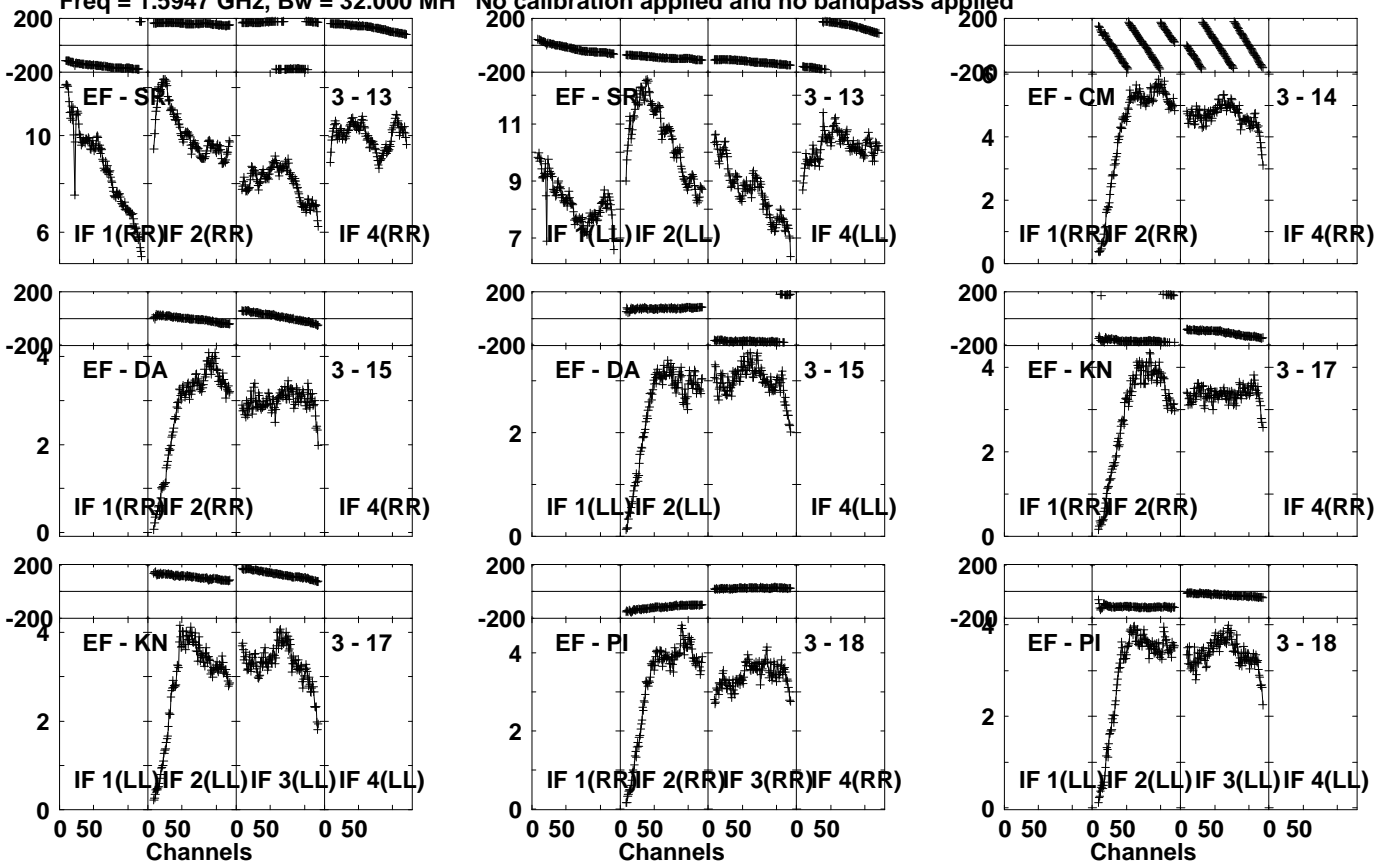 Freq = 1.5947 GHz, Bw = 32.000 MH No calibration applied and no bandpass applied
200
-200
EF - SR 3 - 13
10
6
IF 1(RR) IF 2(RR) IF 4(RR)
EF - SR 3 - 13
11
9
7
IF 1(LL) IF 2(LL) IF 4(LL)
200
-200
6
EF - CM 3 - 14
4
2
0
IF 1(RR) IF 2(RR) IF 4(RR)
200
-200
4
EF - DA 3 - 15
2
0
IF 1(RR) IF 2(RR) IF 4(RR)
200
-200
EF - DA 3 - 15
2
0
IF 1(LL) IF 2(LL) IF 4(LL)
200
-200
4
EF - KN 3 - 17
2
0
IF 1(RR) IF 2(RR) IF 4(RR)
200
-200
4
EF - KN 3 - 17
2
0
IF 1(LL) IF 2(LL) IF 3(LL) IF 4(LL)
0 50 0 50 0 50 0 50
Channels
200
-200
EF - PI 3 - 18
4
2
0
IF 1(RR) IF 2(RR) IF 3(RR) IF 4(RR)
0 50 0 50 0 50 0 50
Channels
200
-200
4
EF - PI 3 - 18
2
0
IF 1(LL) IF 2(LL) IF 3(LL) IF 4(LL)
0 50 0 50 0 50 0 50
Channels